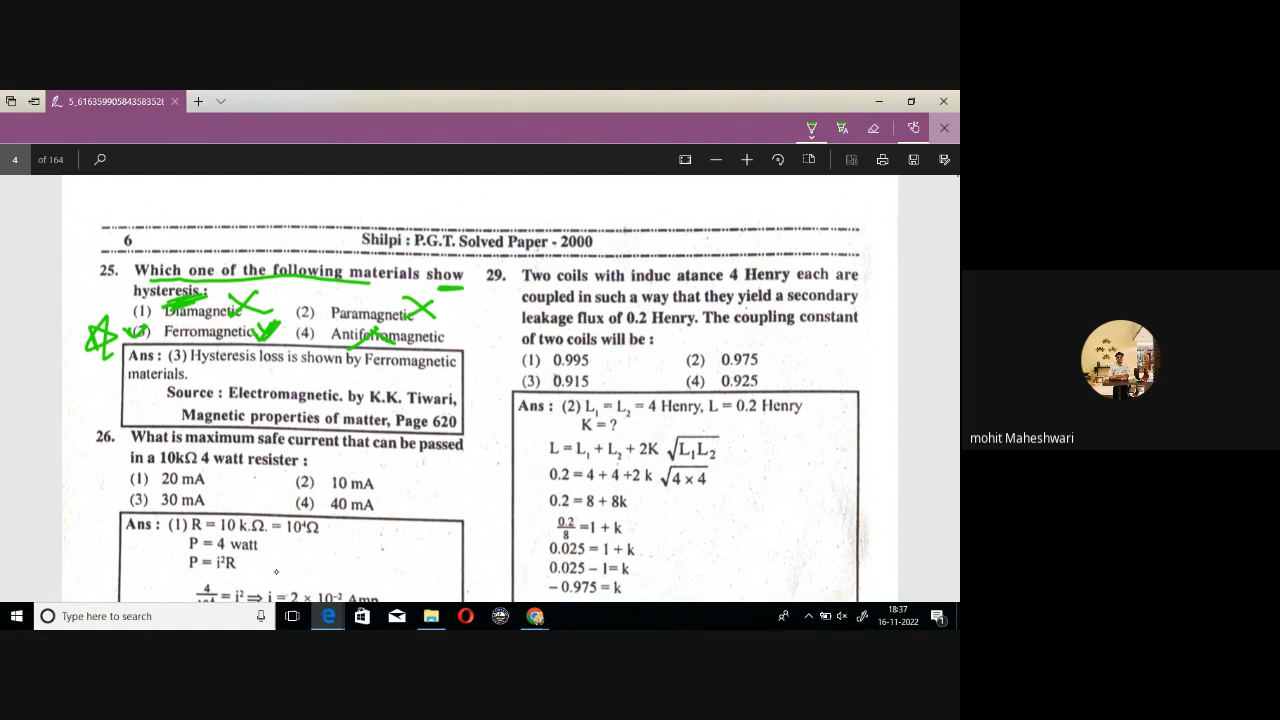 5_6163599058435835​28
4
of 164
6
Shilpi : P.G.T. Solved Paper - 2000
25. Which one of the following materials show
hysteresis :
(1) Diamagnetic (2) Paramagnetic
(3) Ferromagnetic (4) Antiferromagnetic
Ans : (3) Hysteresis loss is shown by Ferromagnetic
materials.
Source : Electromagnetic. by K.K. Tiwari,
Magnetic properties of matter, Page 620
26. What is maximum safe current that can be passed
in a 10kΩ 4 watt resister :
(1) 20 mA (2) 10 mA
(3) 30 mA (4) 40 mA
Ans : (1) R = 10 k.Ω. = 10⁴Ω
P = 4 watt
P = i²R
= i² ⇒ i = 2 × 10⁻² Amp
29. Two coils with induc atance 4 Henry each are
coupled in such a way that they yield a secondary
leakage flux of 0.2 Henry. The coupling constant
of two coils will be :
(1) 0.995 (2) 0.975
(3) 0.915 (4) 0.925
Ans : (2) L₁ = L₂ = 4 Henry, L = 0.2 Henry
K = ?
L = L₁ + L₂ + 2K √L₁L₂
0.2 = 4 + 4 +2 k √4 × 4
0.2 = 8 + 8k
0.2/8 =1 + k
0.025 = 1 + k
0.025 – 1= k
– 0.975 = k
mohit Maheshwari
Type here to search
18:37
16-11-2022
1